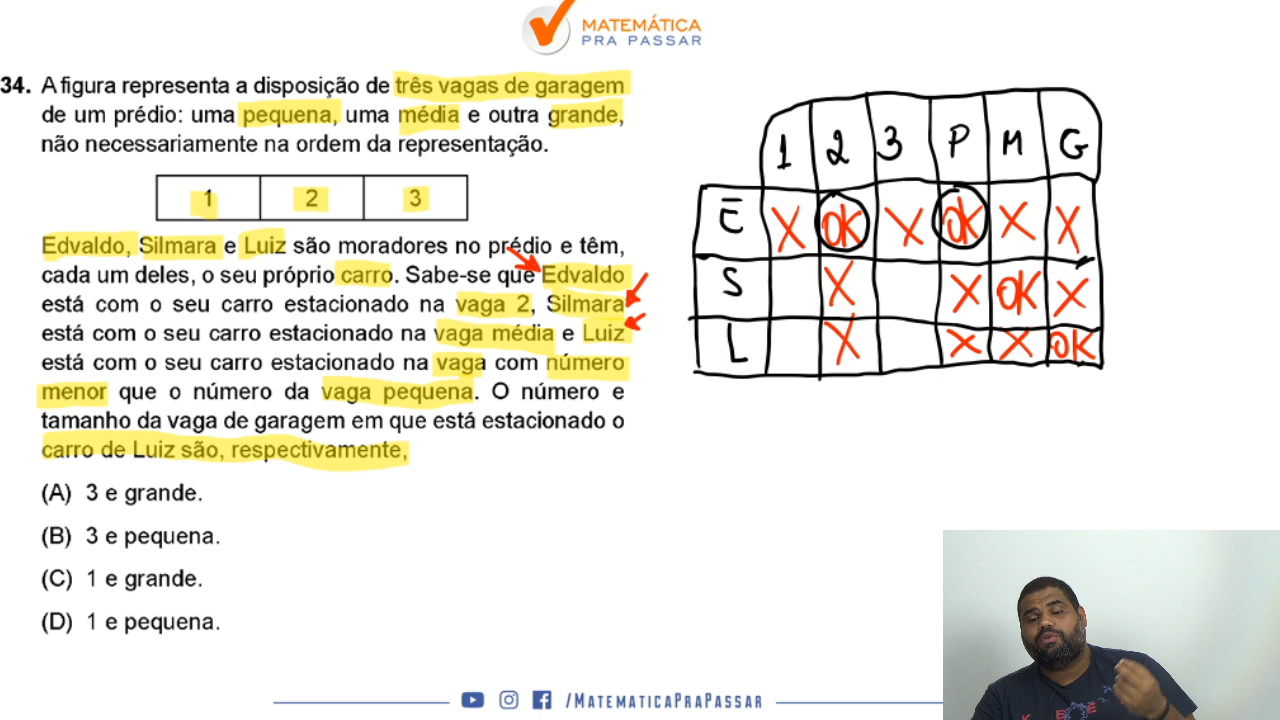 MATEMÁTICA
PRA PASSAR
34. A figura representa a disposição de três vagas de garagem
de um prédio: uma pequena, uma média e outra grande,
não necessariamente na ordem da representação.
1 2 3
Edvaldo, Silmara e Luiz são moradores no prédio e têm,
cada um deles, o seu próprio carro. Sabe-se que Edvaldo
está com o seu carro estacionado na vaga 2, Silmara
está com o seu carro estacionado na vaga média e Luiz
está com o seu carro estacionado na vaga com número
menor que o número da vaga pequena. O número e
tamanho da vaga de garagem em que está estacionado o
carro de Luiz são, respectivamente,
(A) 3 e grande.
(B) 3 e pequena.
(C) 1 e grande.
(D) 1 e pequena.
1 2 3 P M G
E X OK X OK X X
S X X OK X
L X X X OK
/MATEMATICAPRAPASSAR